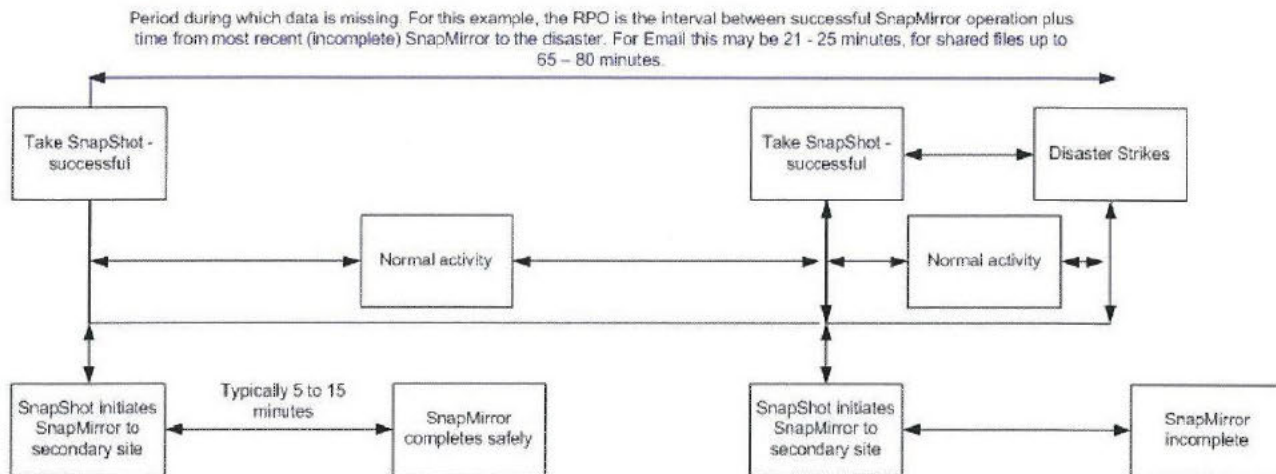 Period during which data is missing. For this example, the RPO is the interval between successful SnapMirror operation plus
time from most recent (incomplete) SnapMirror to the disaster. For Email this may be 21 - 25 minutes, for shared files up to
65 – 80 minutes.
Take SnapShot -
successful
Take SnapShot -
successful
Disaster Strikes
Normal activity
Normal activity
SnapShot initiates
SnapMirror to
secondary site
Typically 5 to 15
minutes
SnapMirror
completes safely
SnapShot initiates
SnapMirror to
secondary site
SnapMirror
incomplete